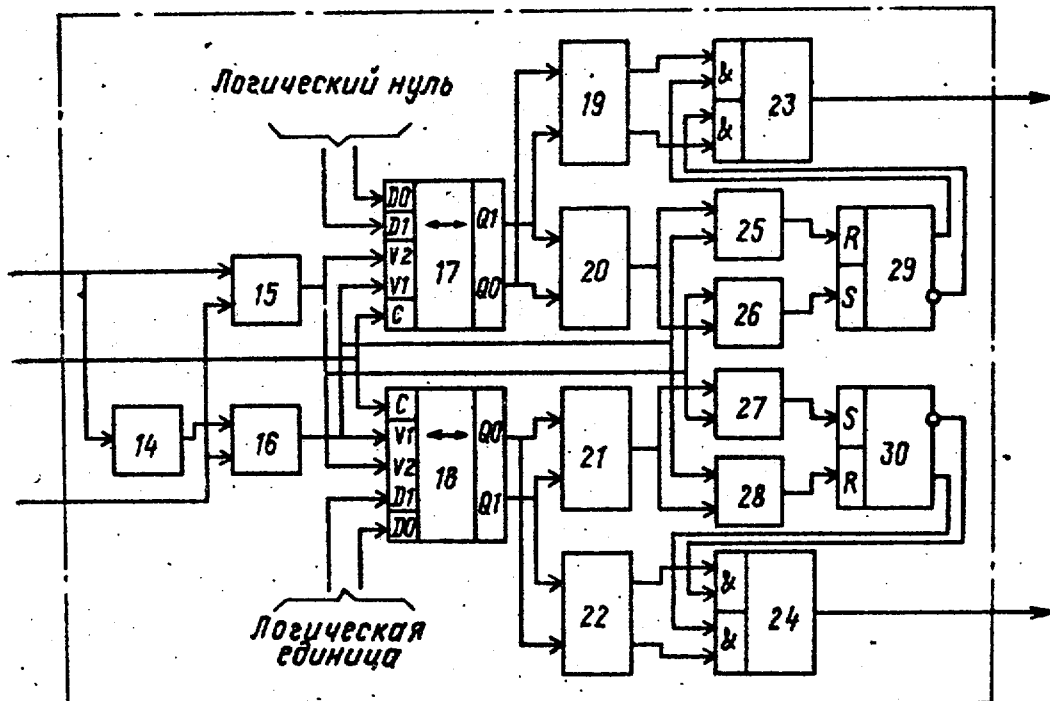 Логический нуль
19
&
&
23
D0
D1
V2
V1
C
↔
17
Q1
Q0
20
25
26
R
S
29
15
14
16
C
V1
V2
D1
D0
↔
18
Q0
Q1
21
27
28
S
R
30
22
&
&
24
Логическая
единица